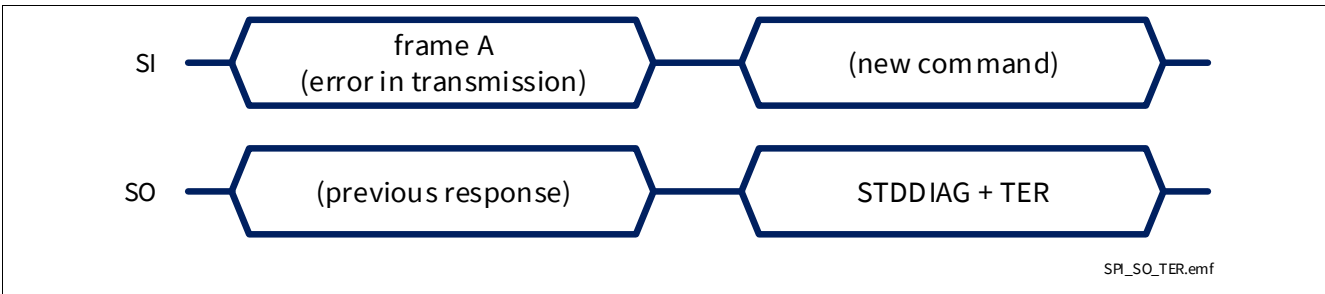 SI
frame A
(error in transmission)
(new command)
SO
(previous response)
STDDIAG + TER
SPI_SO_TER.emf